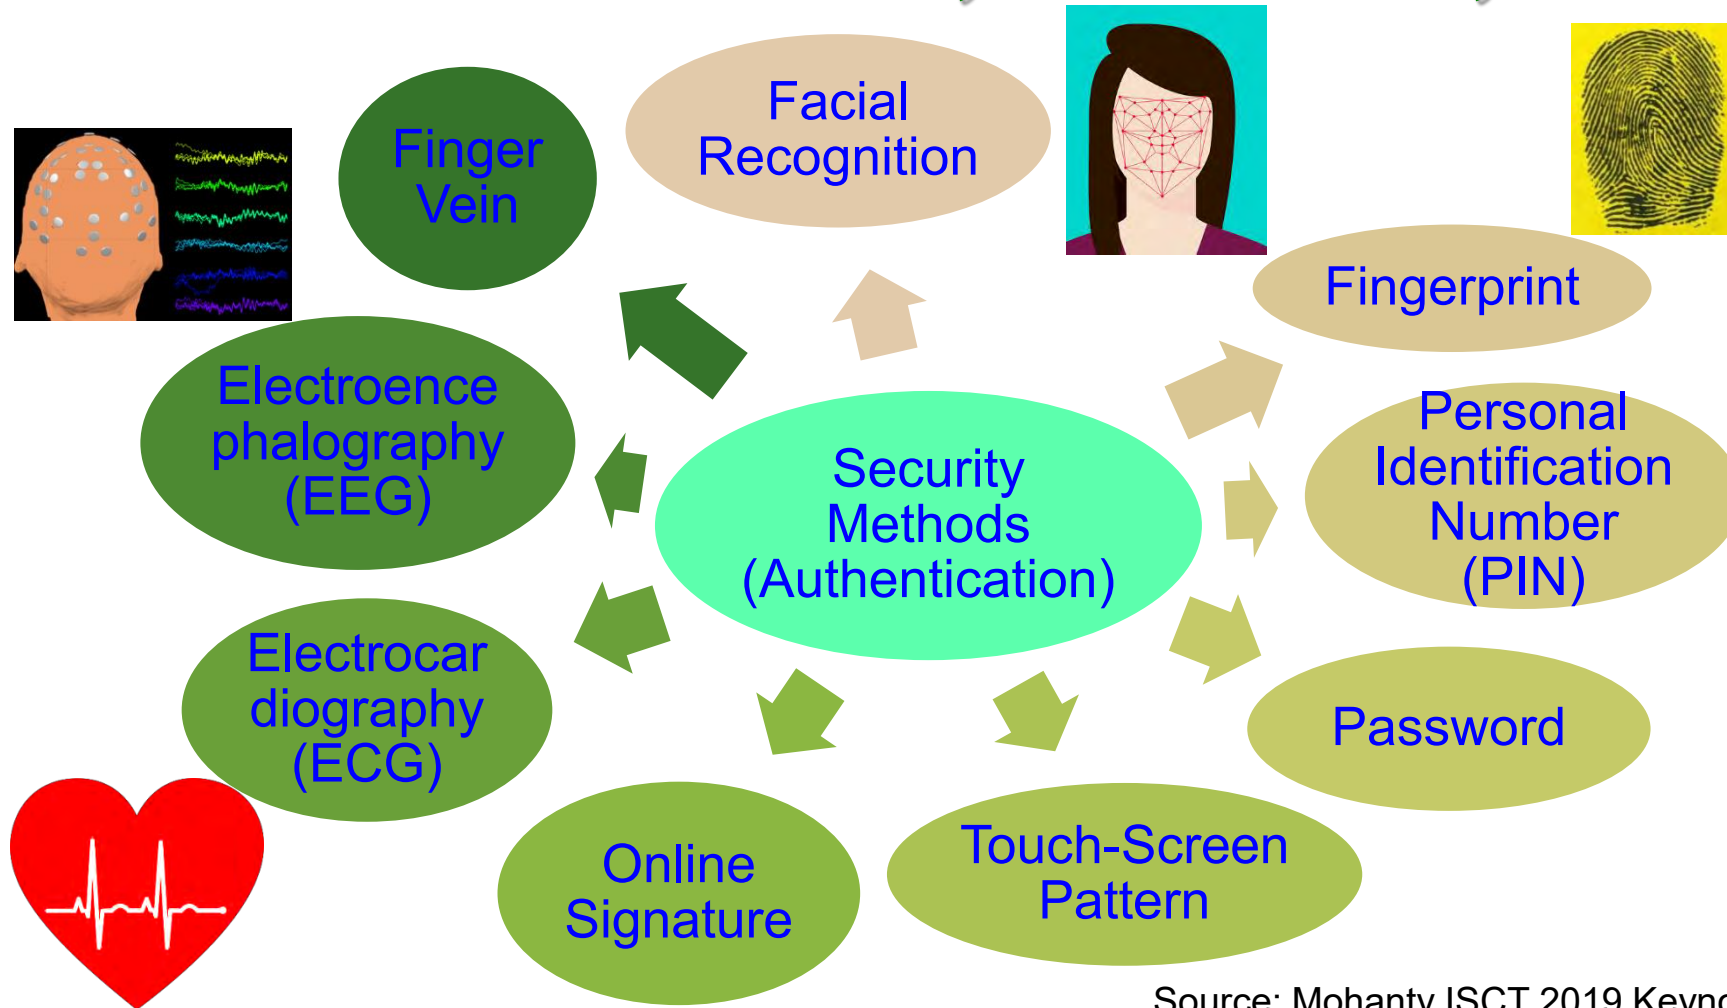 Facial
Recognition
Finger
Vein
Fingerprint
Electroence
phalography
(EEG)
Personal
Identification
Number
(PIN)
Security
Methods
(Authentication)
Electrocar
diography
(ECG)
Password
Online
Signature
Touch-Screen
Pattern
Source: Mohanty ISCT 2019